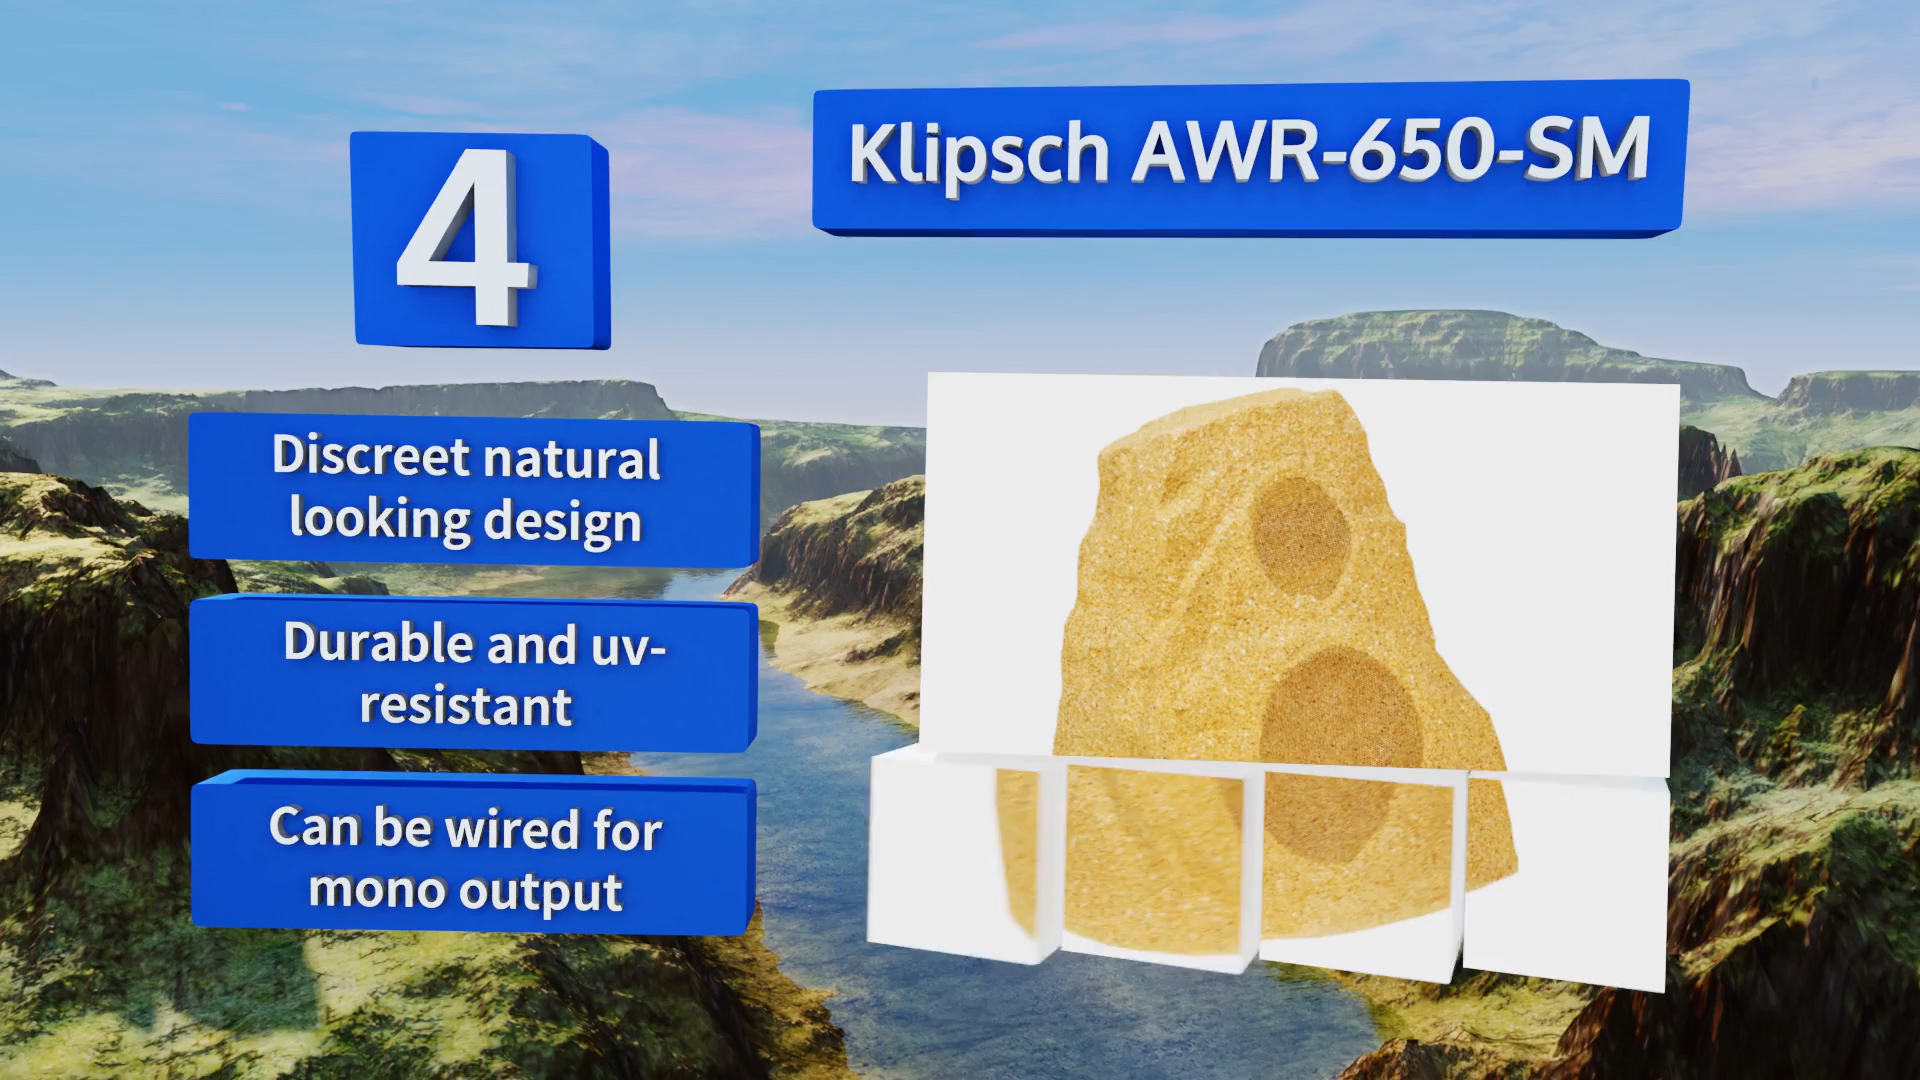 4
Klipsch AWR-650-SM
Discreet natural
looking design
Durable and uv-
resistant
Can be wired for
mono output